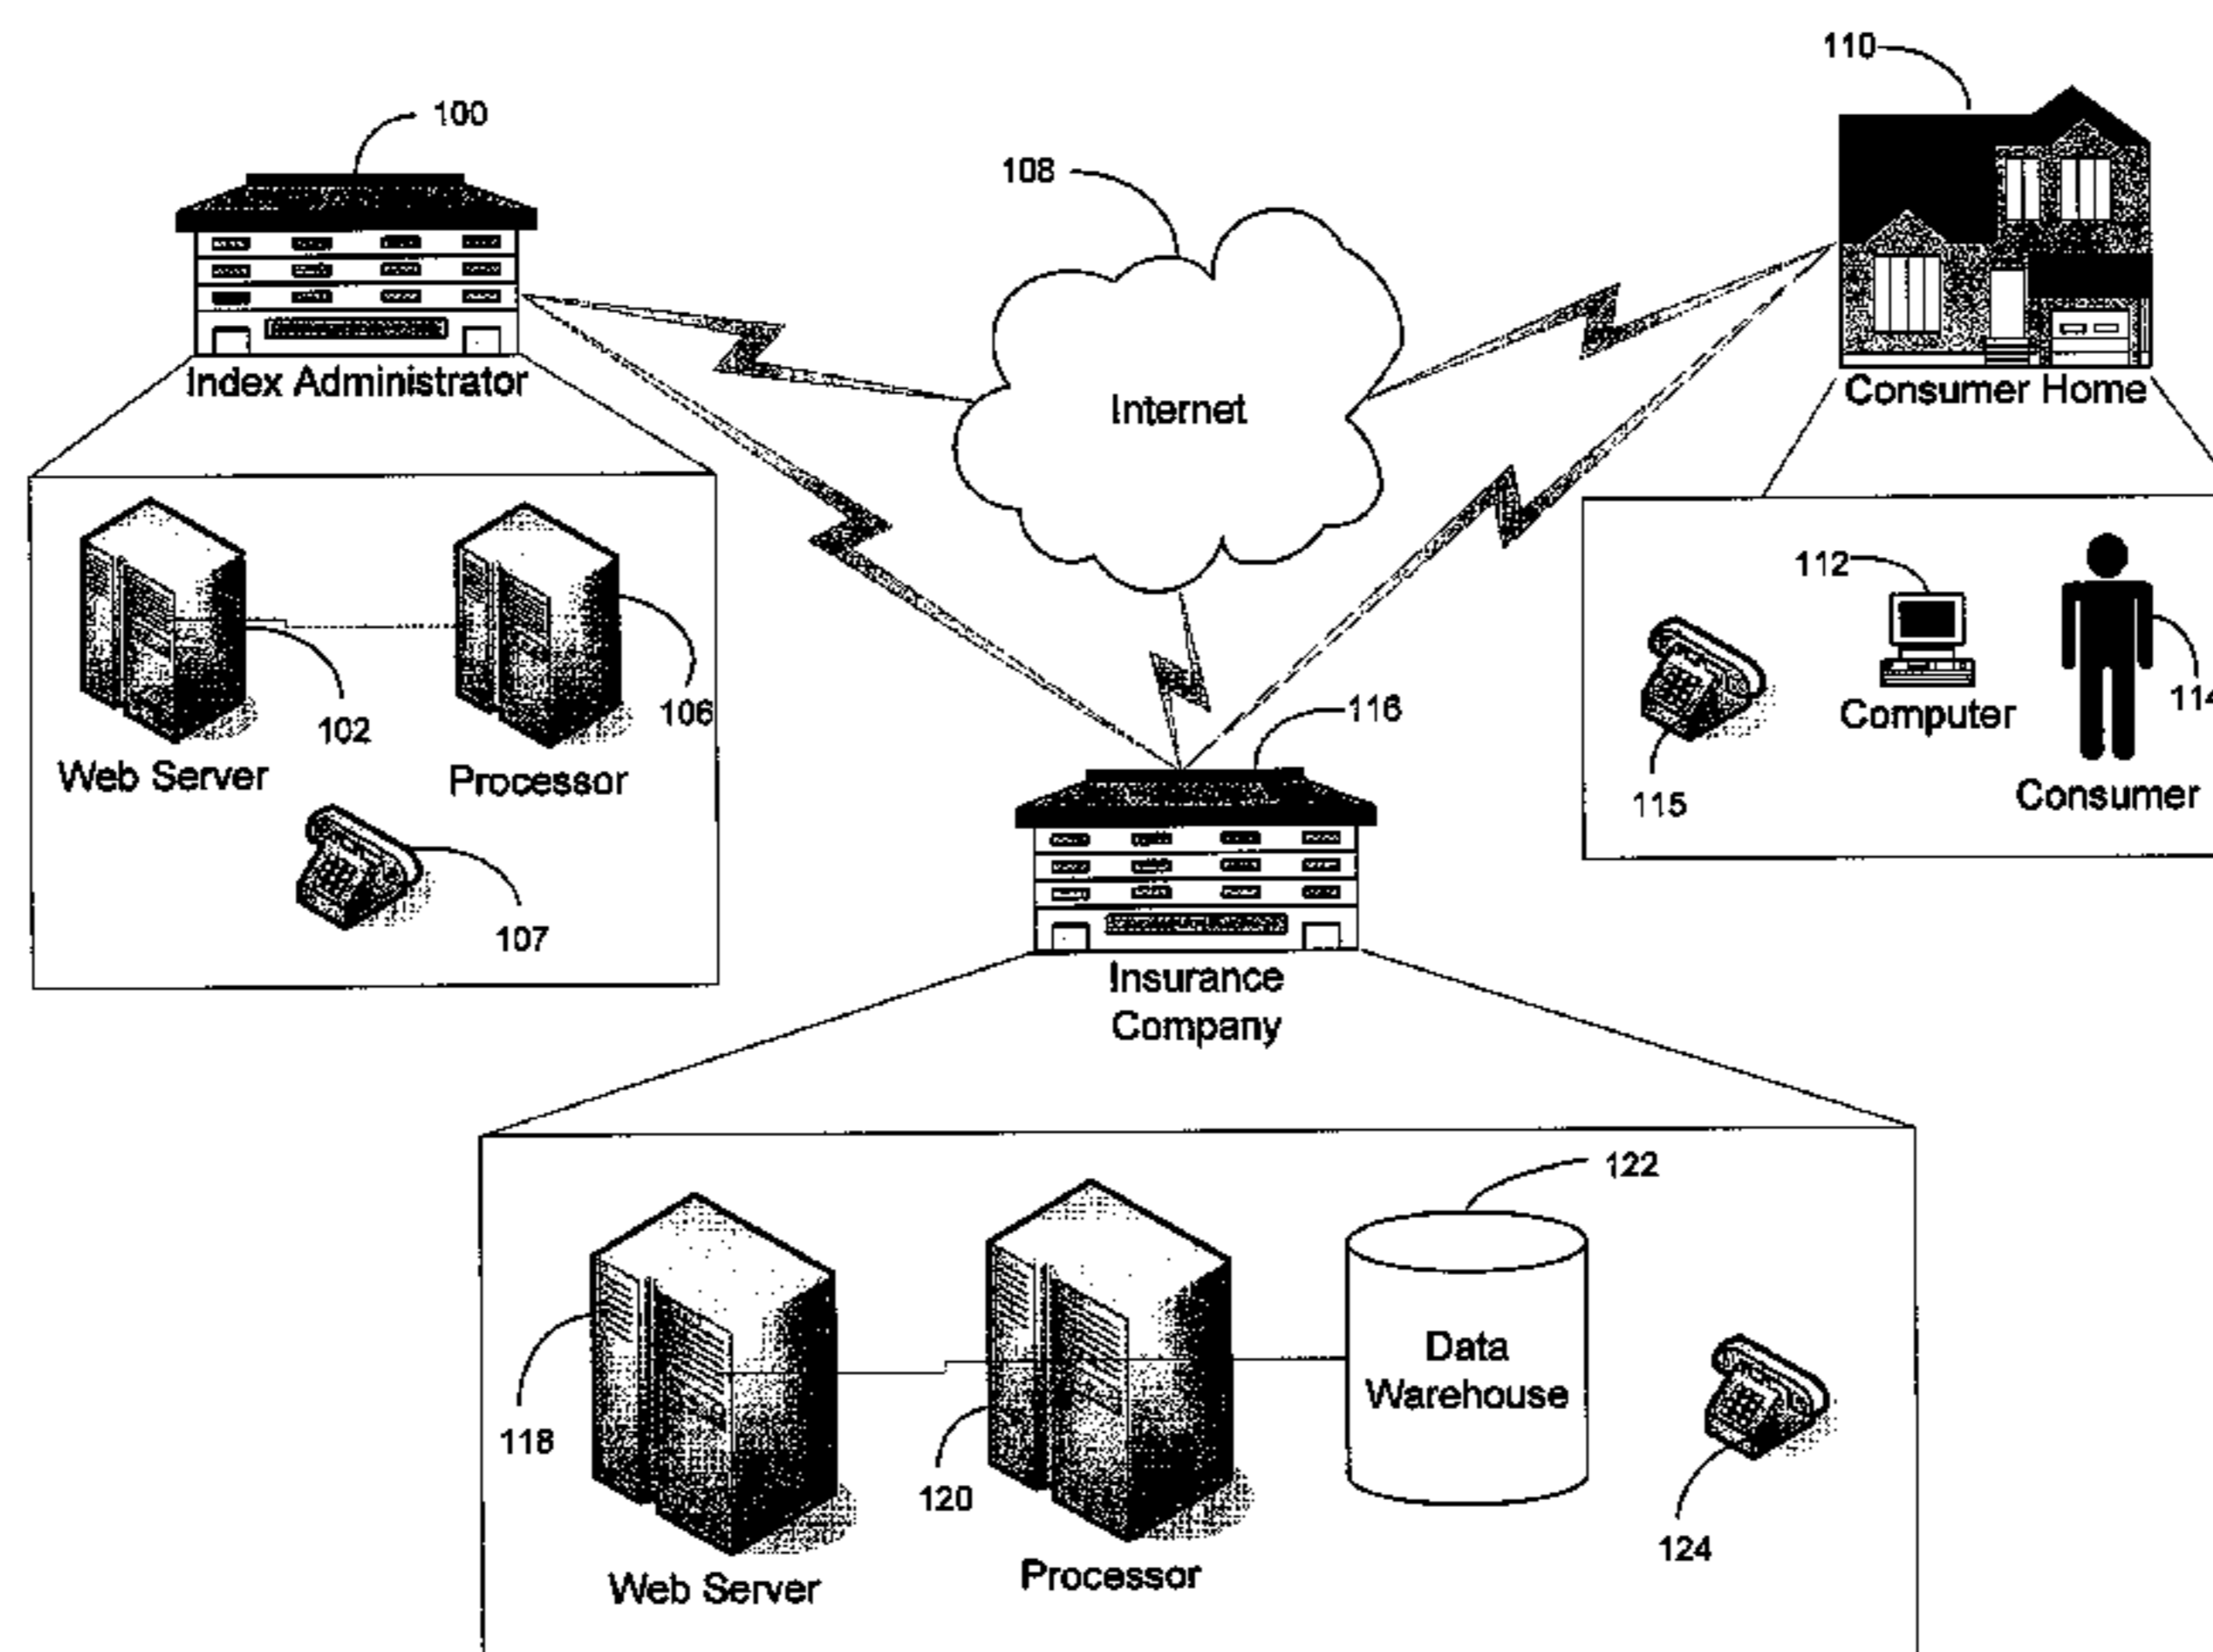 110
100
108
Index Administrator
Internet
Consumer Home
112
102
106
114
Computer
116
Web Server
Processor
115
Consumer
107
Insurance
Company
122
Data
Warehouse
118
120
124
Web Server
Processor